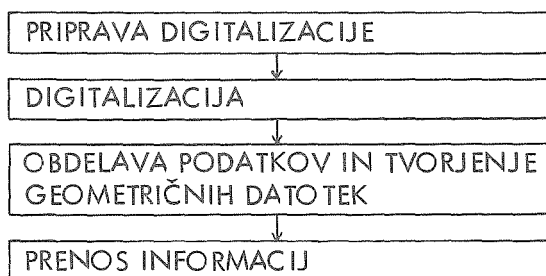 PRIPRAVA DIGITALIZACIJE
DIGITALIZACIJA
OBDELAVA PODATKOV IN TVORJENJE
GEOMETRIČNIH DATOTEK
PRENOS INFORMACIJ